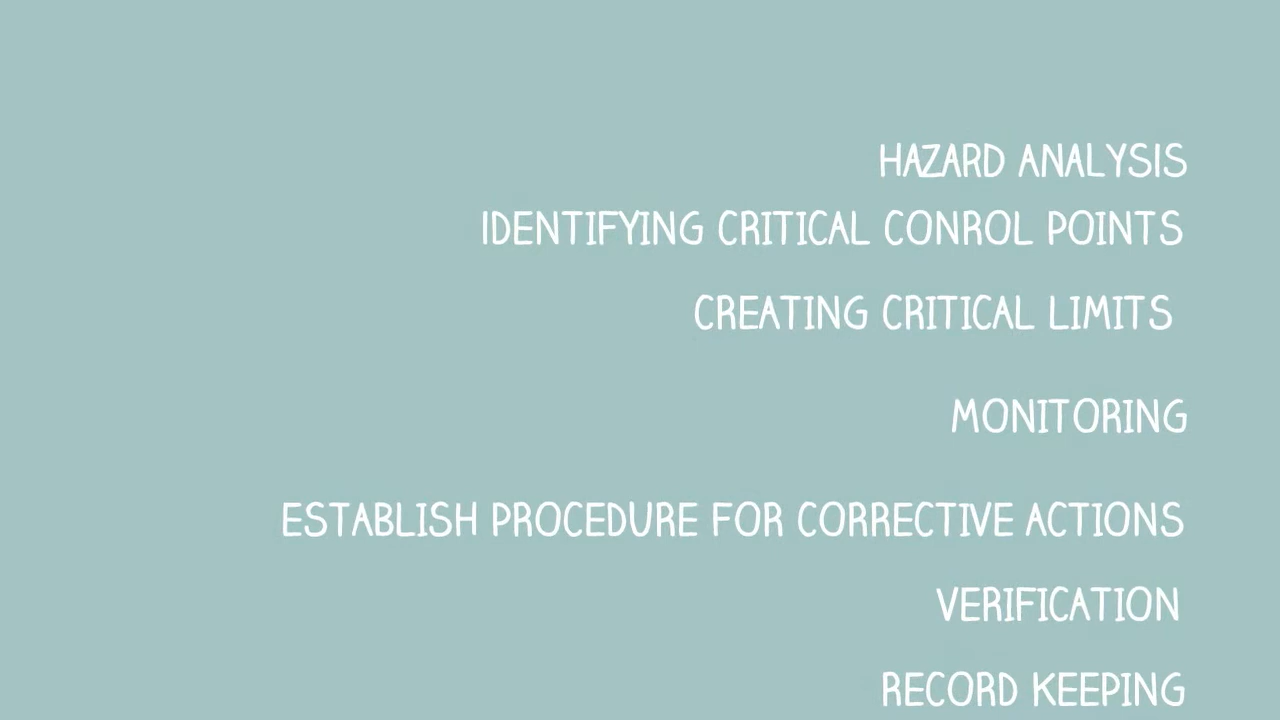 HAZARD ANALYSIS
IDENTIFYING CRITICAL CONROL POINTS
CREATING CRITICAL LIMITS
MONITORING
ESTABLISH PROCEDURE FOR CORRECTIVE ACTIONS
VERIFICATION
RECORD KEEPING